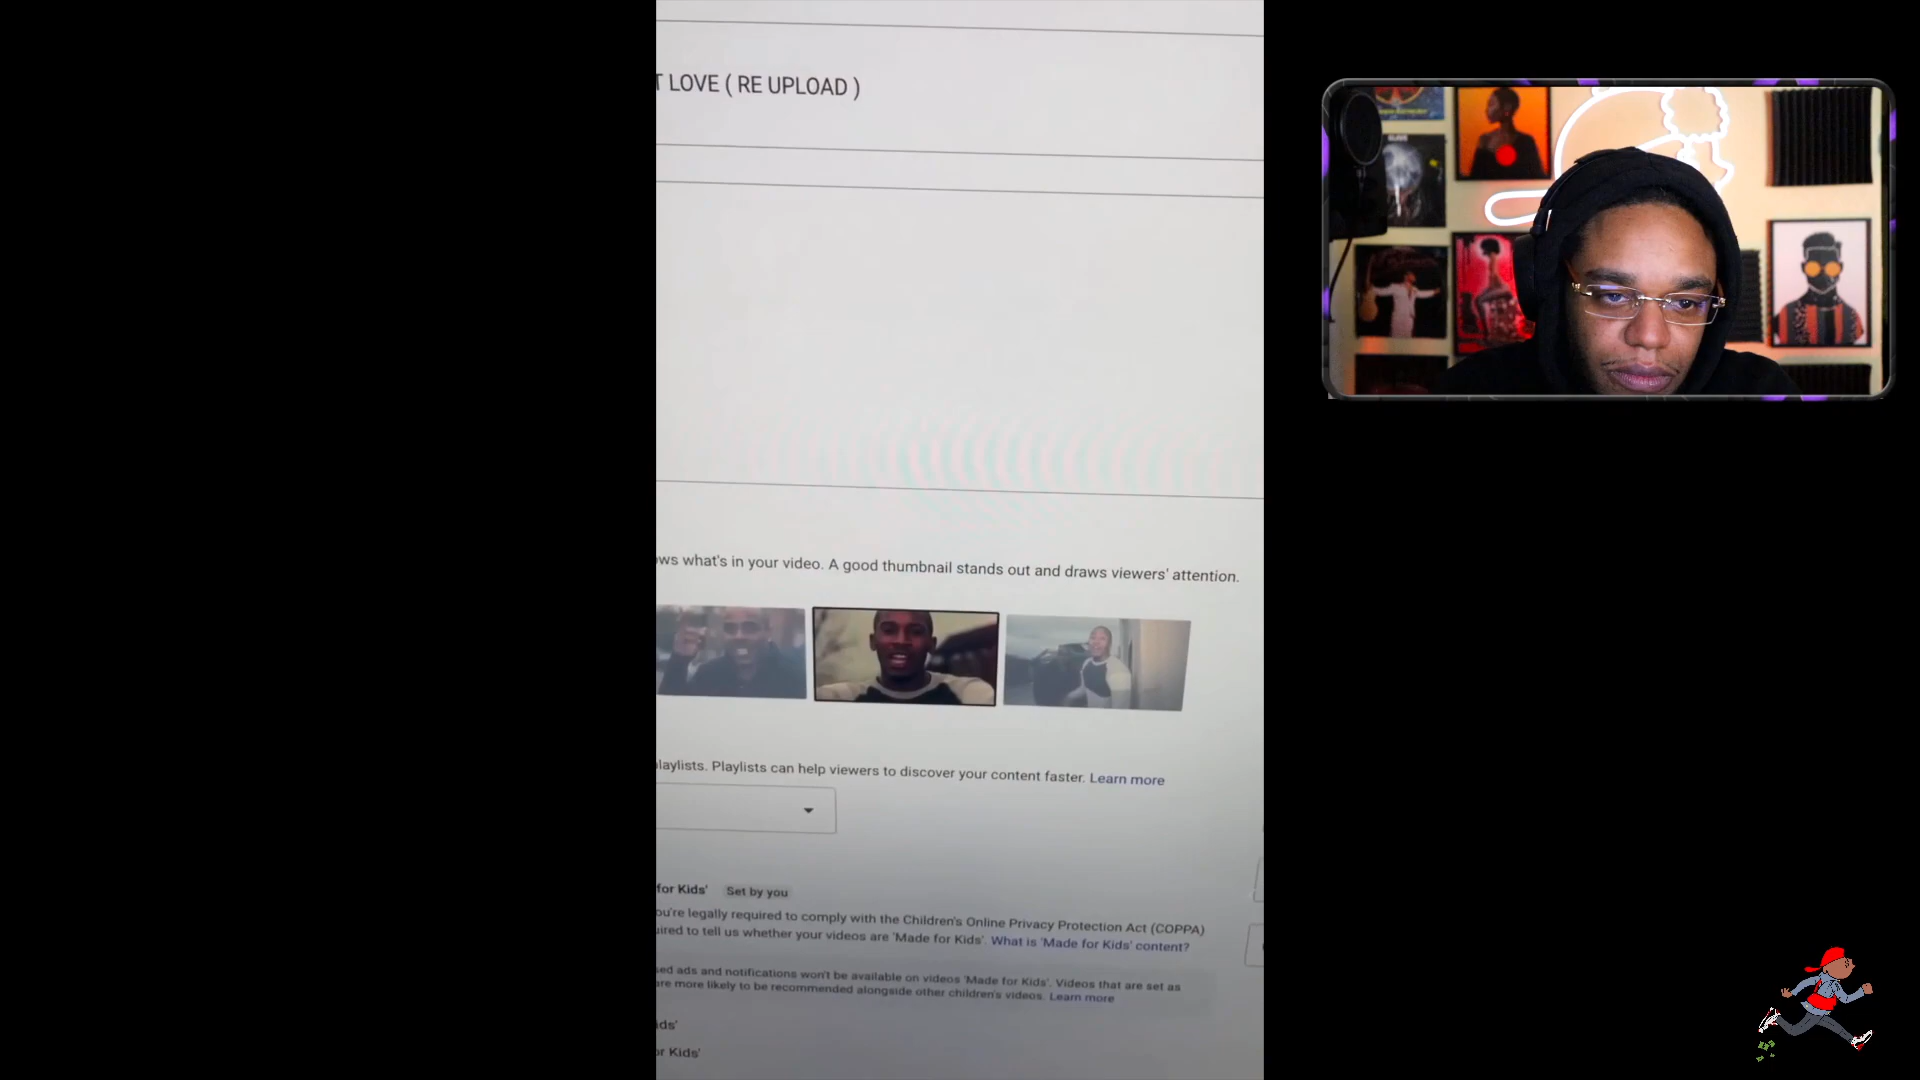 T LOVE ( RE UPLOAD )
ws what's in your video. A good thumbnail stands out and draws viewers' attention.
laylists. Playlists can help viewers to discover your content faster. Learn more
for Kids' Set by you
ou're legally required to comply with the Children's Online Privacy Protection Act (COPPA)
uired to tell us whether your videos are 'Made for Kids'. What is 'Made for Kids' content?
sed ads and notifications won't be available on videos 'Made for Kids'. Videos that are set as
are more likely to be recommended alongside other children's videos. Learn more
ids'
or Kids'